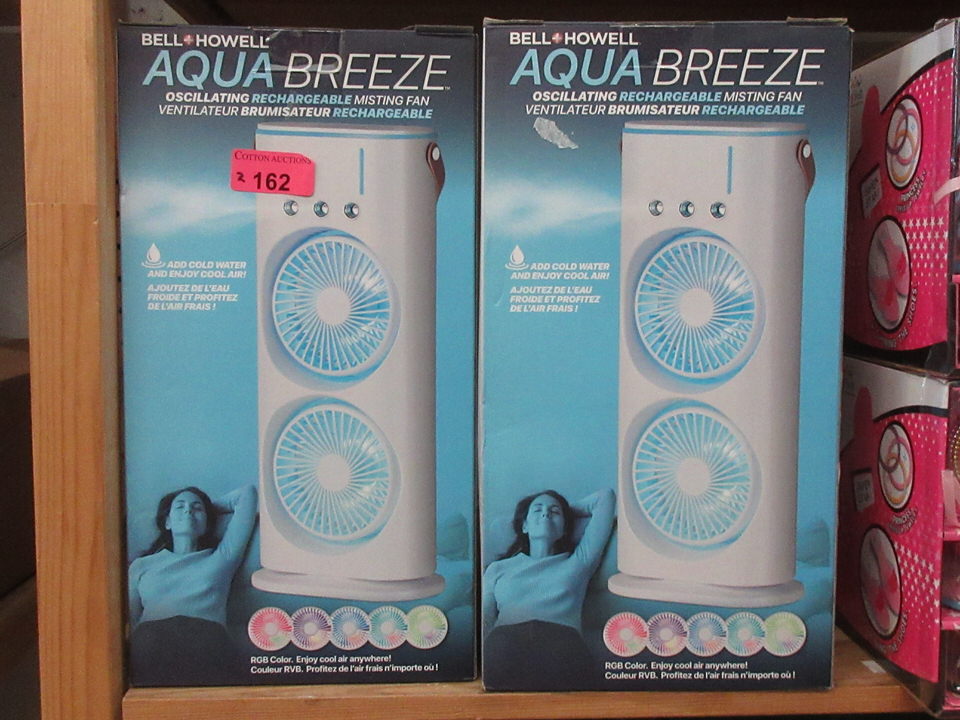 BELL+HOWELL
AQUA BREEZE™
OSCILLATING RECHARGEABLE MISTING FAN
VENTILATEUR BRUMISATEUR RECHARGEABLE
COTTON AUCTIONS
2 162
ADD COLD WATER
AND ENJOY COOL AIR!
AJOUTEZ DE L'EAU
FROIDE ET PROFITEZ
DE L'AIR FRAIS !
RGB Color. Enjoy cool air anywhere!
Couleur RVB. Profitez de l'air frais n'importe où !
BELL+HOWELL
AQUA BREEZE™
OSCILLATING RECHARGEABLE MISTING FAN
VENTILATEUR BRUMISATEUR RECHARGEABLE
ADD COLD WATER
AND ENJOY COOL AIR!
AJOUTEZ DE L'EAU
FROIDE ET PROFITEZ
DE L'AIR FRAIS !
RGB Color. Enjoy cool air anywhere!
Couleur RVB. Profitez de l'air frais n'importe où !